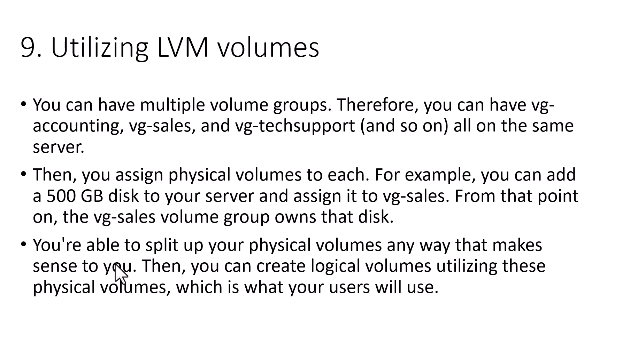 9. Utilizing LVM volumes
• You can have multiple volume groups. Therefore, you can have vg-
accounting, vg-sales, and vg-techsupport (and so on) all on the same
server.
• Then, you assign physical volumes to each. For example, you can add
a 500 GB disk to your server and assign it to vg-sales. From that point
on, the vg-sales volume group owns that disk.
• You're able to split up your physical volumes any way that makes
sense to you. Then, you can create logical volumes utilizing these
physical volumes, which is what your users will use.